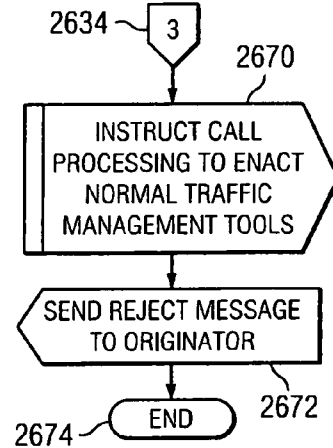 2634
3
2670
INSTRUCT CALL
PROCESSING TO ENACT
NORMAL TRAFFIC
MANAGEMENT TOOLS
SEND REJECT MESSAGE
TO ORIGINATOR
2672
2674
END